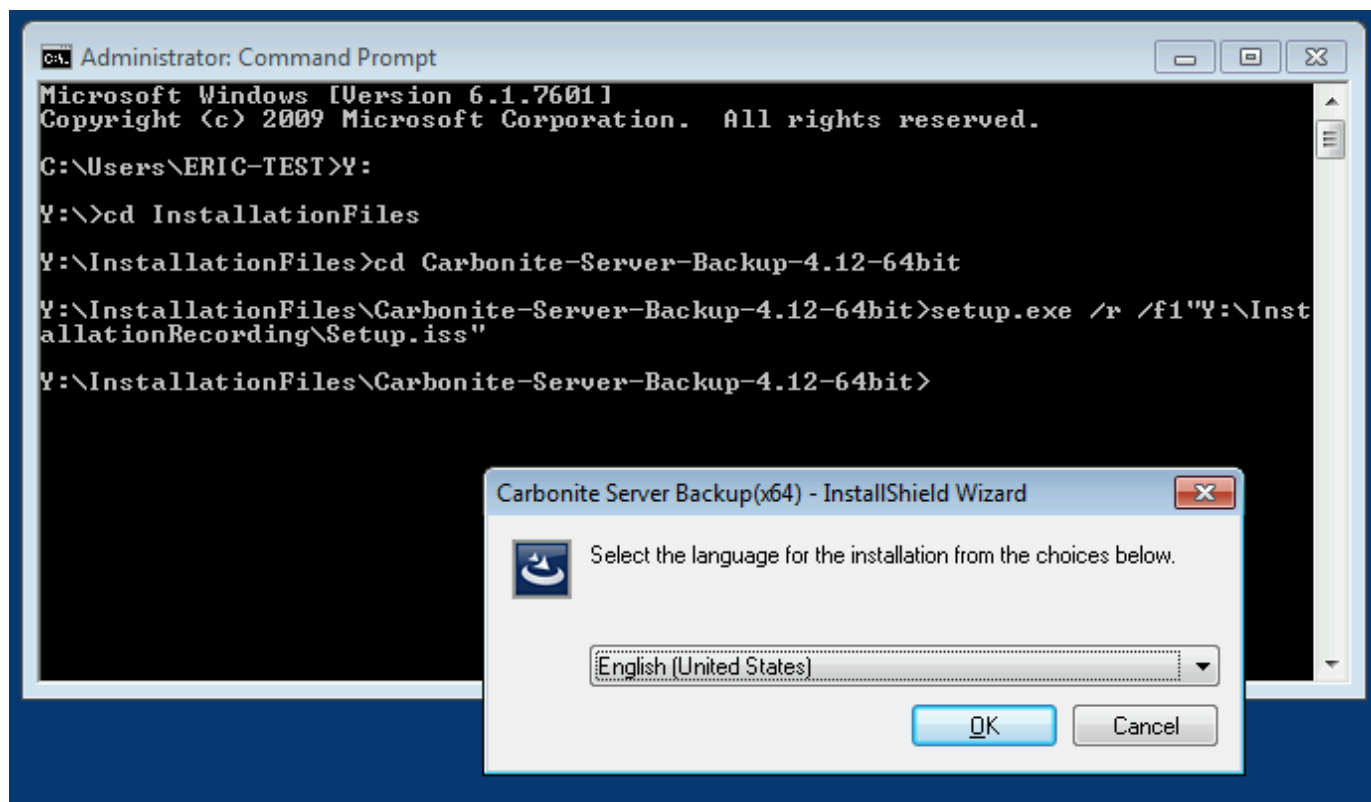 Administrator: Command Prompt
Microsoft Windows [Version 6.1.7601]
Copyright (c) 2009 Microsoft Corporation.  All rights reserved.
C:\Users\ERIC-TEST>Y:
Y:\>cd InstallationFiles
Y:\InstallationFiles>cd Carbonite-Server-Backup-4.12-64bit
Y:\InstallationFiles\Carbonite-Server-Backup-4.12-64bit>setup.exe /r /f1"Y:\Inst
allationRecording\Setup.iss"
Y:\InstallationFiles\Carbonite-Server-Backup-4.12-64bit>
Carbonite Server Backup(x64) - InstallShield Wizard
Select the language for the installation from the choices below.
English (United States)
OK
Cancel